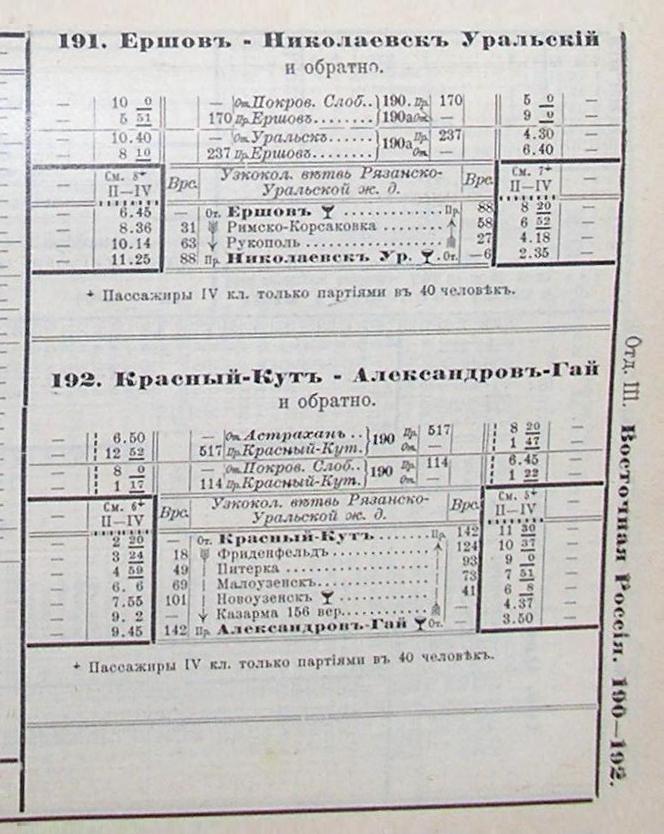 191. Ершовъ - Николаевскъ Уральскій
и обратно.
— 10 0 — От. Покров. Слоб.. 190. Пр. 170 5 0 —
— 5 51 170 Пр. Ершовъ........ 190а От. — 9 0 —
— 10.40 — От. Уральскъ.... 190а Пр. 237 4.30 —
— 8 10 237 Пр. Ершовъ........ От. — 6.40 —
См. 8+ II—IV Врс. Узкокол. вѣтвь Рязанско- Врс. См. 7+ II—IV
Уральской ж. д.
— 6.45 — От. Ершовъ ............... Пр. 88 8 20 —
— 8.36 31 Римско-Корсаковка ........ 58 6 52 —
— 10.14 63 Рукополь ................ 27 4.18 —
— 11.25 88 Пр. Николаевскъ Ур. . От. — 2.35 —
+ Пассажиры IV кл. только партіями въ 40 человѣкъ.
192. Красный-Кутъ - Александровъ-Гай
и обратно.
— 6.50 — От. Астрахань .. 190 Пр. 517 8 20 —
— 12 52 517 Пр. Красный-Кут. От. — 1 47 —
— 8 0 — От. Покров. Слоб.. 190 Пр. 114 6.45 —
— 1 17 114 Пр. Красный-Кут. От. — 1 22 —
См. 6+ II—IV Врс. Узкокол. вѣтвь Рязанско- Врс. См. 5+ II—IV
Уральской ж. д.
— 2 20 — От. Красный-Кутъ....... Пр. 142 11 30 —
— 3 24 18 Фриденфельдъ............. 124 10 37 —
— 4 59 49 Питерка ................. 93 9 0 —
— 6. 6 69 Малоузенскъ.............. 73 7 51 —
— 7.55 101 Новоузенскъ ............. 41 6 8 —
— 9. 2 — Казарма 156 вер.......... — 4.37 —
— 9.45 142 Пр. Александровъ-Гай От. — 3.50 —
+ Пассажиры IV кл. только партіями въ 40 человѣкъ.
Отд. III. Восточная Россія. 190—192.